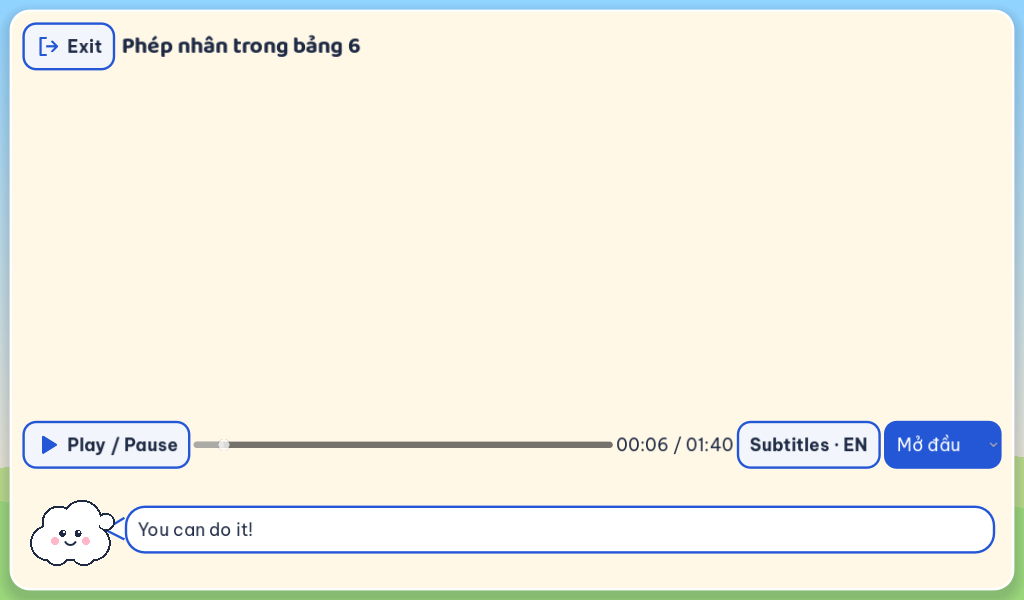 Exit
Phép nhân trong bảng 6
Play / Pause
00:06 / 01:40
Subtitles · EN
Mở đầu
You can do it!